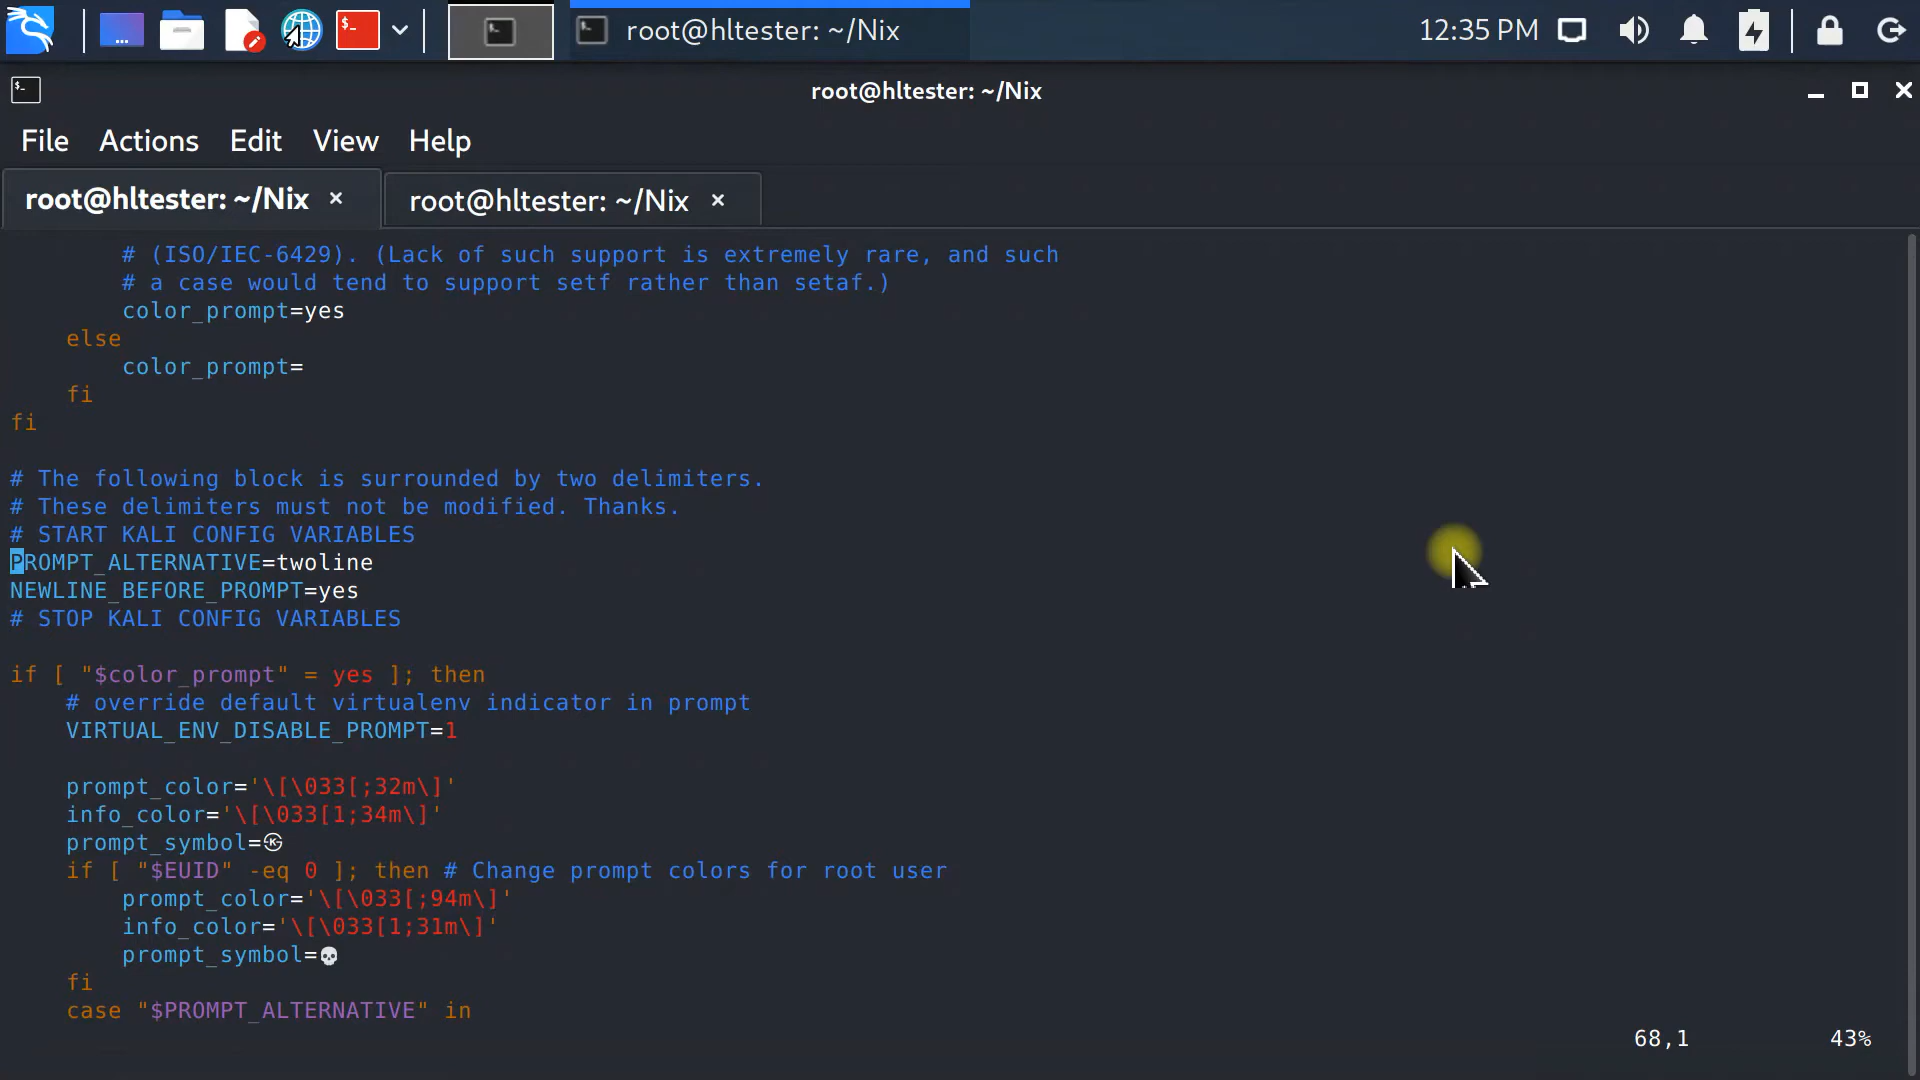 root@hltester: ~/Nix
12:35 PM
root@hltester: ~/Nix
File Actions Edit View Help
root@hltester: ~/Nix ×
root@hltester: ~/Nix ×
# (ISO/IEC-6429). (Lack of such support is extremely rare, and such
# a case would tend to support setf rather than setaf.)
color_prompt=yes
else
color_prompt=
fi
fi
# The following block is surrounded by two delimiters.
# These delimiters must not be modified. Thanks.
# START KALI CONFIG VARIABLES
PROMPT_ALTERNATIVE=twoline
NEWLINE_BEFORE_PROMPT=yes
# STOP KALI CONFIG VARIABLES
if [ "$color_prompt" = yes ]; then
# override default virtualenv indicator in prompt
VIRTUAL_ENV_DISABLE_PROMPT=1
prompt_color='\[\033[;32m\]'
info_color='\[\033[1;34m\]'
prompt_symbol=㉿
if [ "$EUID" -eq 0 ]; then # Change prompt colors for root user
prompt_color='\[\033[;94m\]'
info_color='\[\033[1;31m\]'
prompt_symbol=💀
fi
case "$PROMPT_ALTERNATIVE" in
68,1 43%